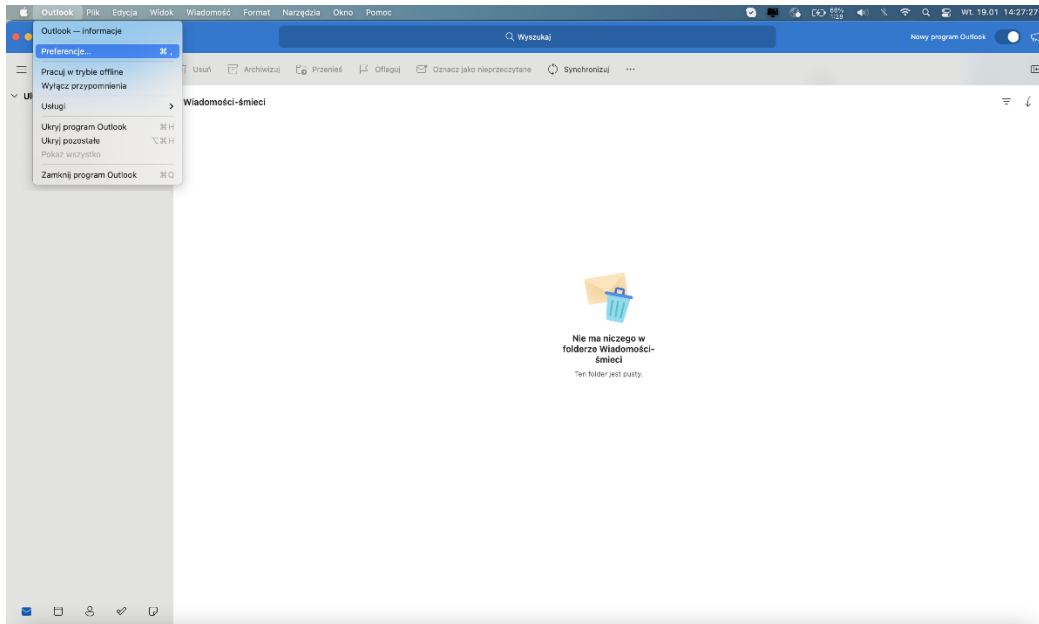 Outlook Plik Edycja Widok Wiadomość Format Narzędzia Okno Pomoc Wt. 19.01 14:27:27
Outlook — informacje
Preferencje... ⌘ ,
Pracuj w trybie offline
Wyłącz przypomnienia
Usługi
Ukryj program Outlook ⌘H
Ukryj pozostałe ⌥⌘H
Pokaż wszystko
Zamknij program Outlook ⌘Q
Wyszukaj
Nowy program Outlook
Usuń Archiwizuj Przenieś Oflaguj Oznacz jako nieprzeczytane Synchronizuj ...
Wiadomości-śmieci
Nie ma niczego w
folderze Wiadomości-
śmieci
Ten folder jest pusty.